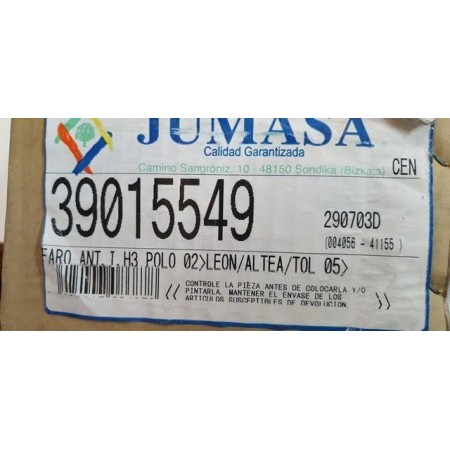 JUMASA
Calidad Garantizada
Camino Sangróniz, 10 - 48150 Sondika (Bizkaia)
CEN
39015549
290703D
(004056 - 41155 )
FARO ANT I.H3 POLO 02>LEON/ALTEA/TOL 05>
<< CONTROLE LA PIEZA ANTES DE COLOCARLA Y/O
PINTARLA. MANTENER EL ENVASE DE LOS
ARTICULOS SUSCEPTIBLES DE DEVOLUCION. >>